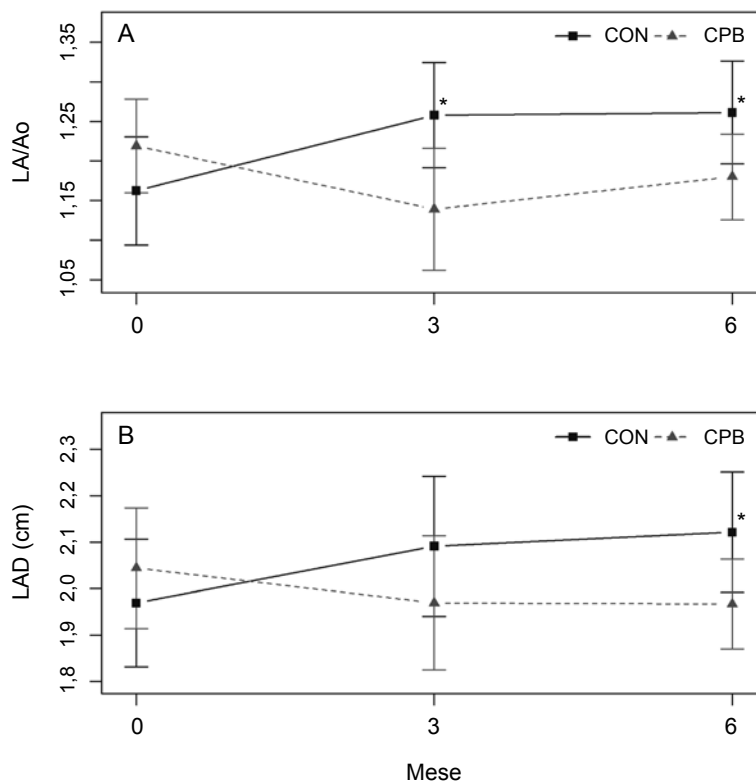 A
CON CPB
LA/Ao
1,35
1,25
1,15
1,05
*
*
0 3 6
B
CON CPB
LAD (cm)
2,3
2,2
2,1
2,0
1,9
1,8
*
0 3 6
Mese